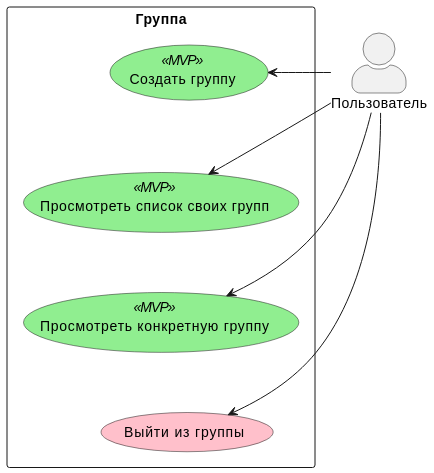 Группа
«MVP»
Создать группу
Пользователь
«MVP»
Просмотреть список своих групп
«MVP»
Просмотреть конкретную группу
Выйти из группы